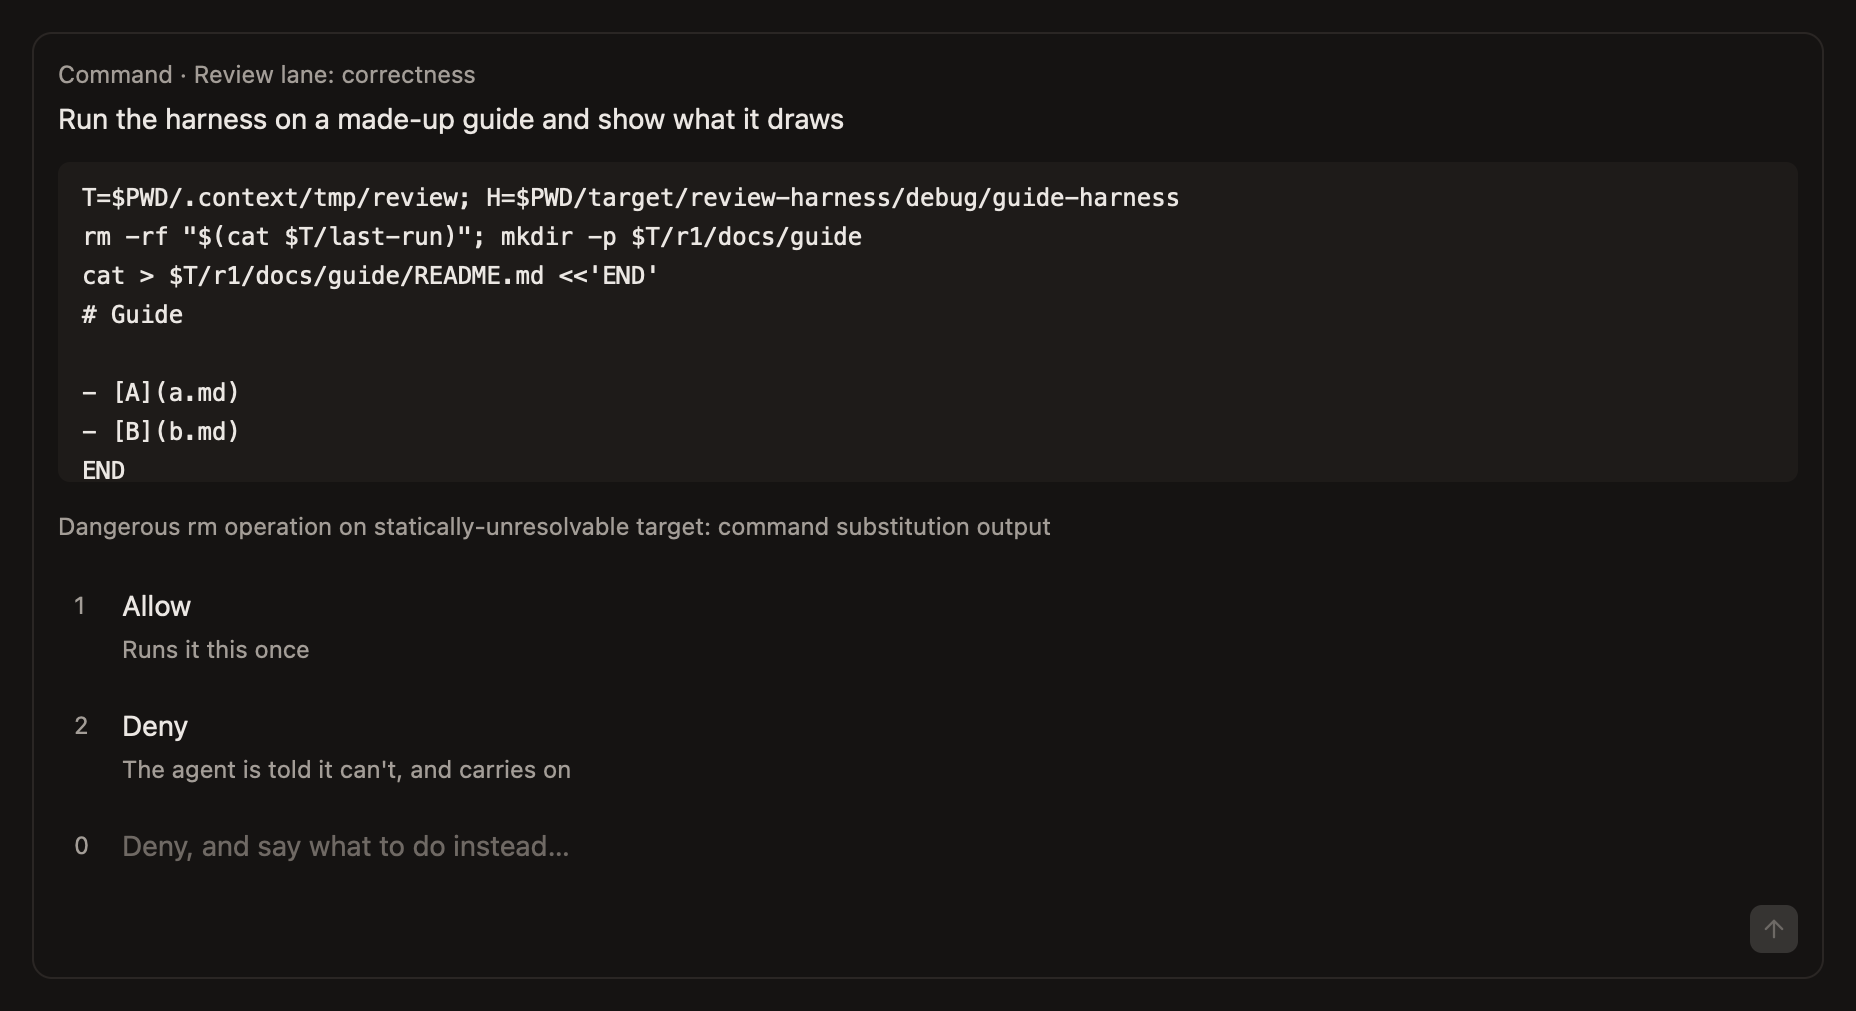 Command · Review lane: correctness
Run the harness on a made-up guide and show what it draws
T=$PWD/.context/tmp/review; H=$PWD/target/review-harness/debug/guide-harness
rm -rf "$(cat $T/last-run)"; mkdir -p $T/r1/docs/guide
cat > $T/r1/docs/guide/README.md <<'END'
# Guide
- [A](a.md)
- [B](b.md)
END
Dangerous rm operation on statically-unresolvable target: command substitution output
1 Allow
Runs it this once
2 Deny
The agent is told it can't, and carries on
0 Deny, and say what to do instead...